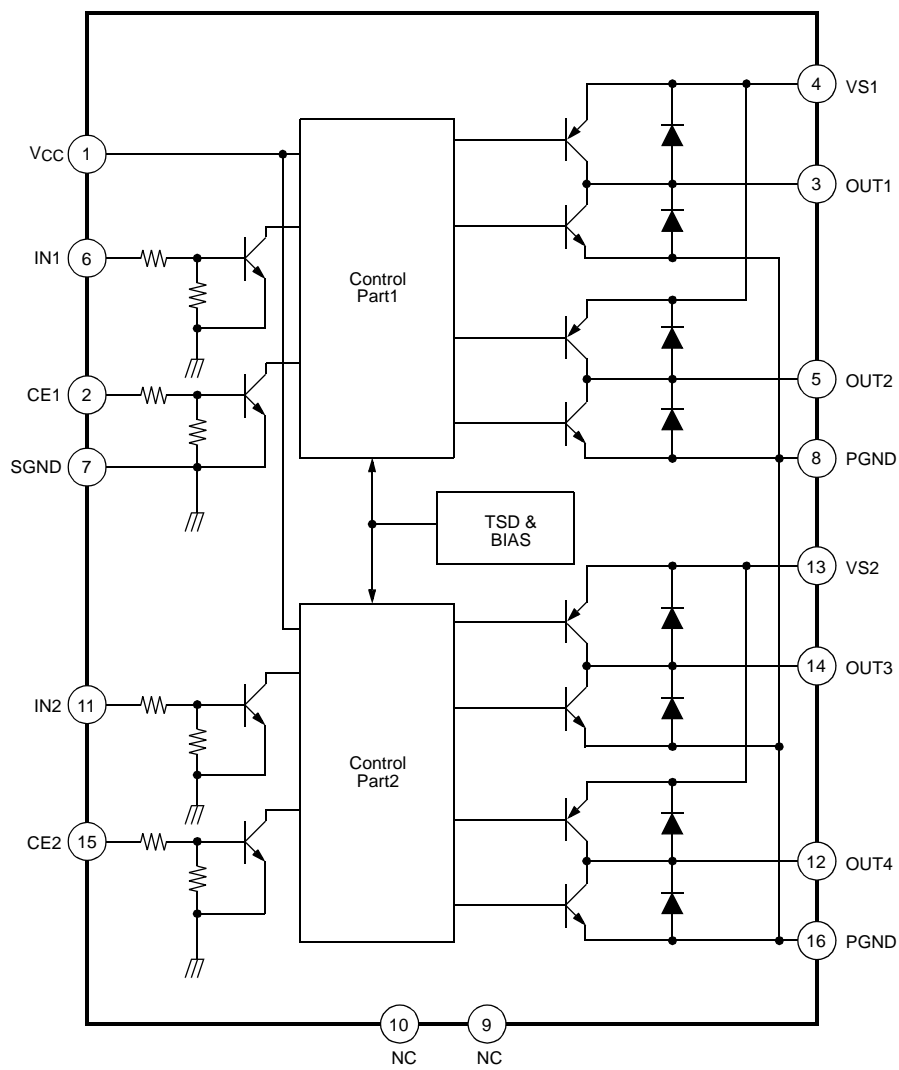 4 VS1
VCC 1
3 OUT1
IN1 6
Control
Part1
CE1 2
5 OUT2
SGND 7
8 PGND
TSD &
BIAS
13 VS2
14 OUT3
IN2 11
Control
Part2
CE2 15
12 OUT4
16 PGND
10 9
NC NC